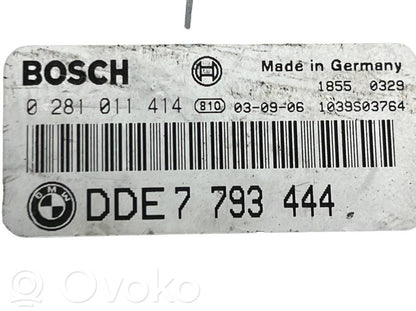 BOSCH Made in Germany
1855 0329
0 281 011 414 810 03-09-06 1039S03764
BMW DDE 7 793 444
OVOKO